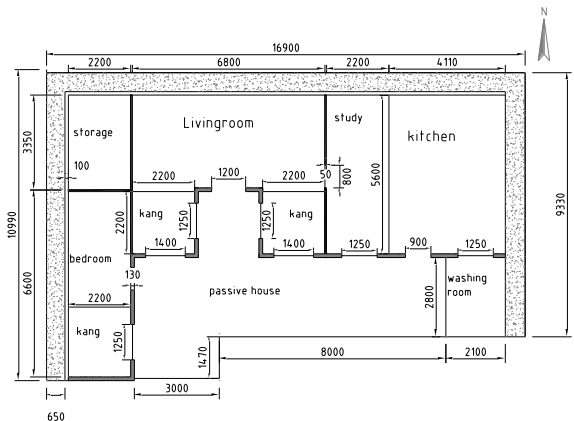 N
16900
2200 6800 2200 4110
storage
Livingroom
study
kitchen
3350
100
1200
50
800
5600
2200 2200
10990
9330
2200
kang
1250
1250
kang
1400 1400 1250 900 1250
bedroom
130
passive house
washing
room
2800
6600
2200
kang
1250
1470
8000 2100
3000
650